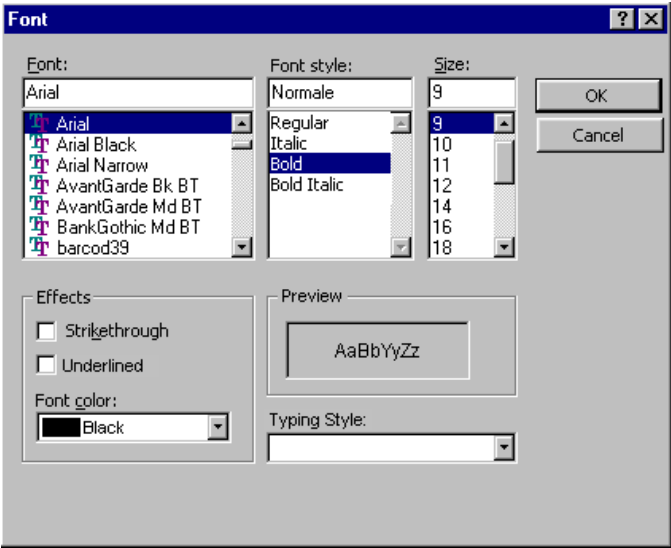 Font
Font: Font style: Size:
Arial Normale 9
OK
Cancel
Arial
Arial Black
Arial Narrow
AvantGarde Bk BT
AvantGarde Md BT
BankGothic Md BT
barcod39
Regular
Italic
Bold
Bold Italic
9
10
11
12
14
16
18
Effects
Strikethrough
Underlined
Font color:
Black
Preview
AaBbYyZz
Typing Style: